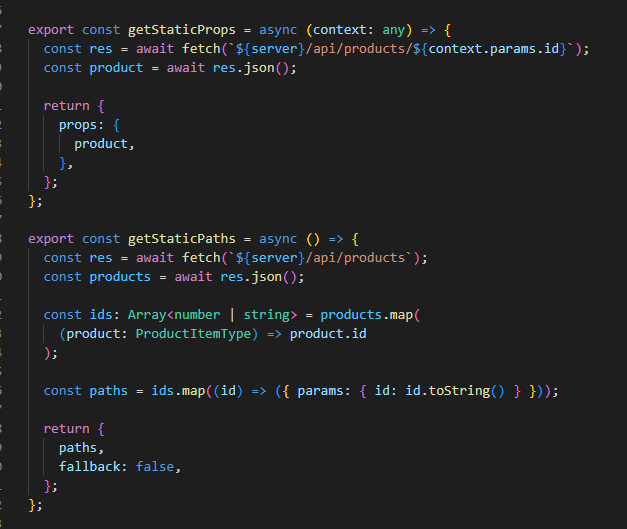 export const getStaticProps = async (context: any) => {
  const res = await fetch(`${server}/api/products/${context.params.id}`);
  const product = await res.json();

  return {
    props: {
      product,
    },
  };
};

export const getStaticPaths = async () => {
  const res = await fetch(`${server}/api/products`);
  const products = await res.json();

  const ids: Array<number | string> = products.map(
    (product: ProductItemType) => product.id
  );

  const paths = ids.map((id) => ({ params: { id: id.toString() } }));

  return {
    paths,
    fallback: false,
  };
};